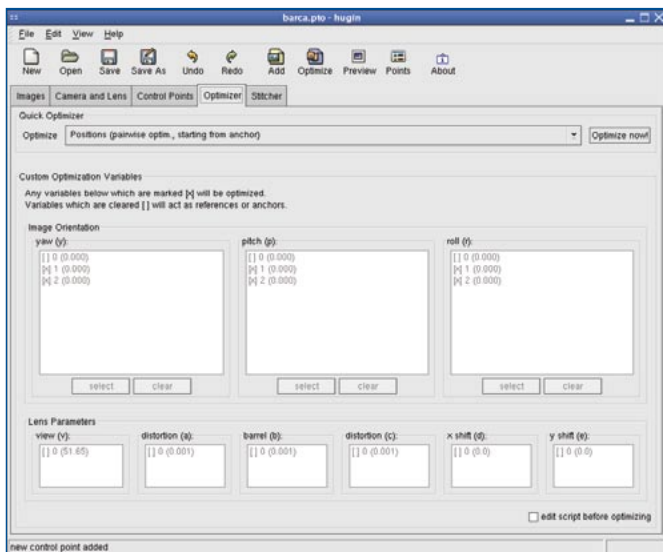 barca.pto - hugin
File Edit View Help
New Open Save Save As Undo Redo Add Optimize Preview Points About
Images Camera and Lens Control Points Optimizer Stitcher
Quick Optimizer
Optimize Positions (pairwise optim., starting from anchor) Optimize now!
Custom Optimization Variables
Any variables below which are marked [x] will be optimized.
Variables which are cleared [ ] will act as references or anchors.
Image Orientation
yaw (y): pitch (p): roll (r):
[ ] 0 (0.000) [ ] 0 (0.000) [ ] 0 (0.000)
[x] 1 (0.000) [x] 1 (0.000) [x] 1 (0.000)
[x] 2 (0.000) [x] 2 (0.000) [x] 2 (0.000)
select clear select clear select clear
Lens Parameters
view (v): distortion (a): barrel (b): distortion (c): x shift (d): y shift (e):
[ ] 0 (51.65) [ ] 0 (0.001) [ ] 0 (0.001) [ ] 0 (0.001) [ ] 0 (0.0) [ ] 0 (0.0)
edit script before optimizing
new control point added